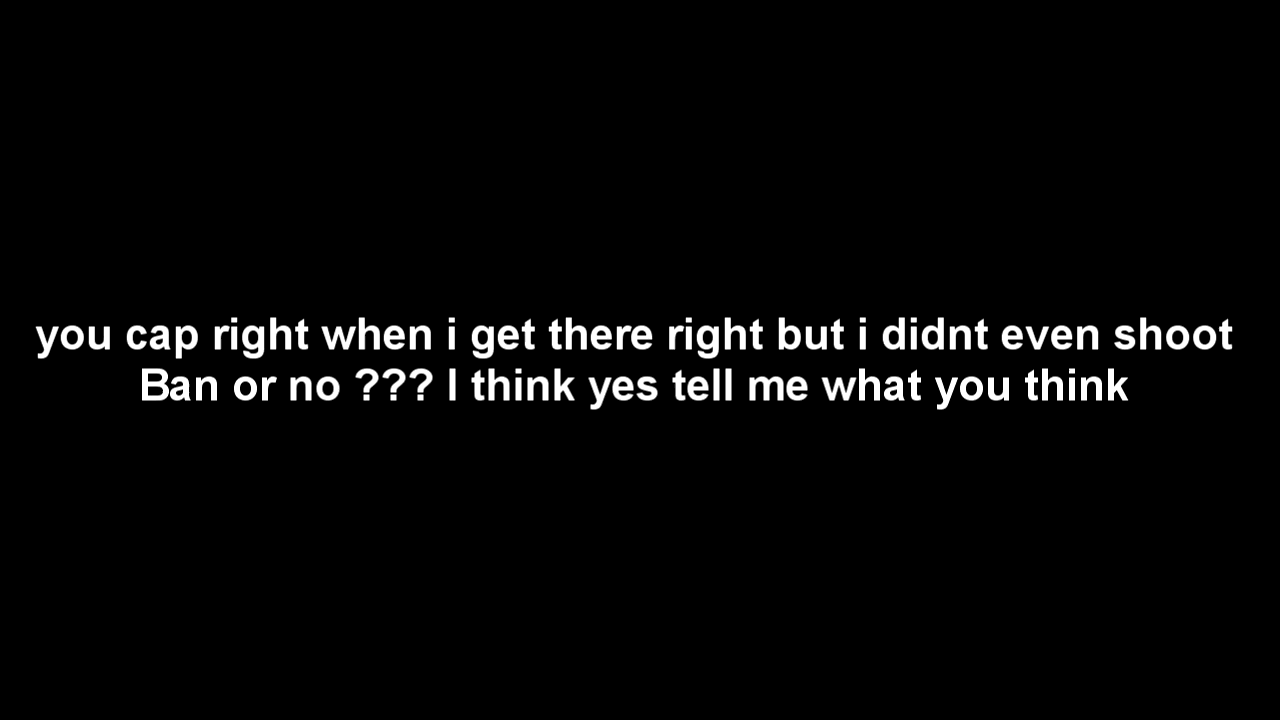 you cap right when i get there right but i didnt even shoot
Ban or no ??? I think yes tell me what you think